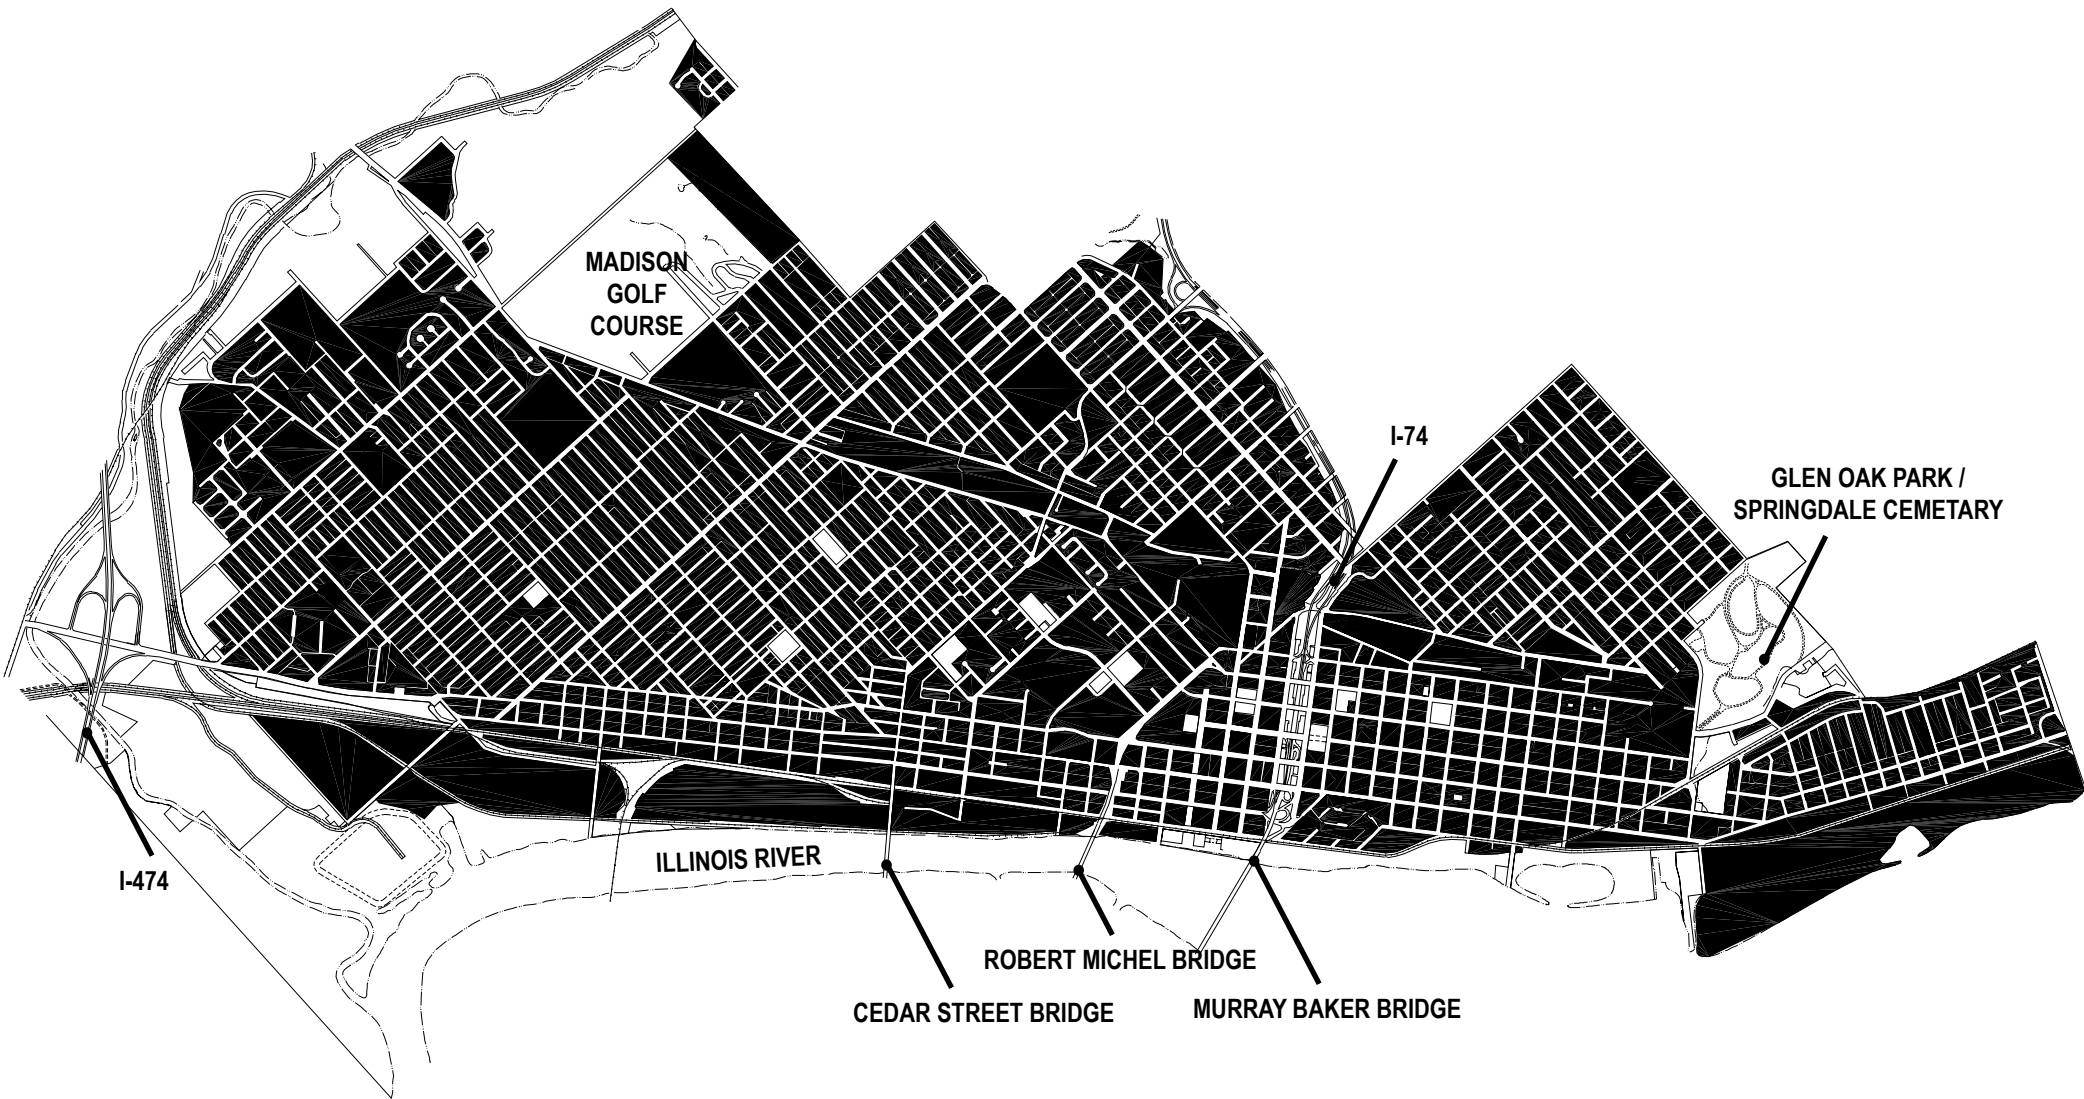 MADISON
GOLF
COURSE
I-74
GLEN OAK PARK /
SPRINGDALE CEMETARY
I-474
ILLINOIS RIVER
ROBERT MICHEL BRIDGE
CEDAR STREET BRIDGE
MURRAY BAKER BRIDGE